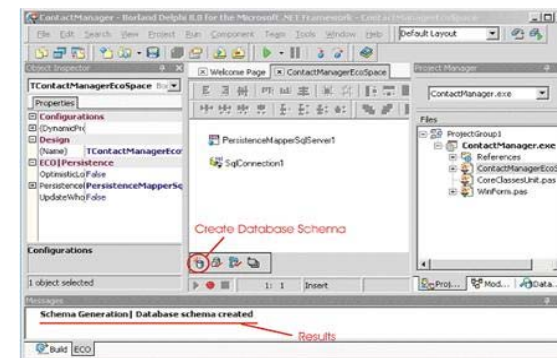 ContactManager - Borland Delphi 8.0 for the Microsoft .NET Framework - ContactManagerEcoSpace
File Edit Search View Project Run Component Team Tools Window Help
Default Layout
Object Inspector
TContactManagerEcoSpace
Properties
Configurations
Design
(Name) TContactManagerEco
ECO|Persistence
OptimisticLo False
Persistence PersistenceMapperSq
UpdateWho False
Configurations
1 object selected
Welcome Page
ContactManagerEcoSpace
PersistenceMapperSqlServer1
SqlConnection1
Create Database Schema
1: 1 Insert
Project Manager
ContactManager.exe
Files
ProjectGroup1
ContactManager.exe
References
ContactManagerEco
CoreClassesUnit.pas
WinForm.pas
Proj... Mod... Data...
Messages
Schema Generation| Database schema created
Results
Build ECO